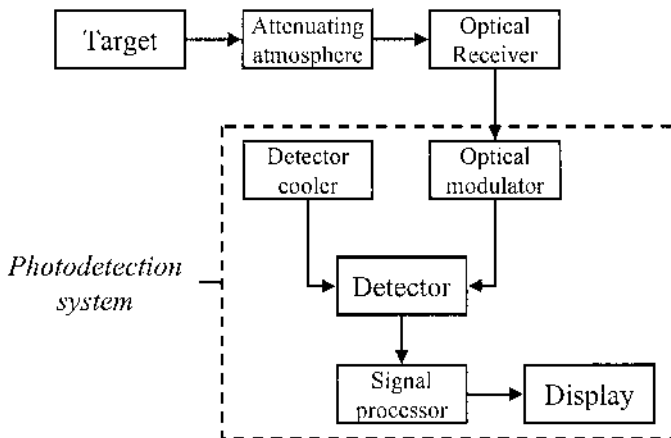 Target
Attenuating
atmosphere
Optical
Receiver
Detector
cooler
Optical
modulator
Photodetection
system
Detector
Signal
processor
Display